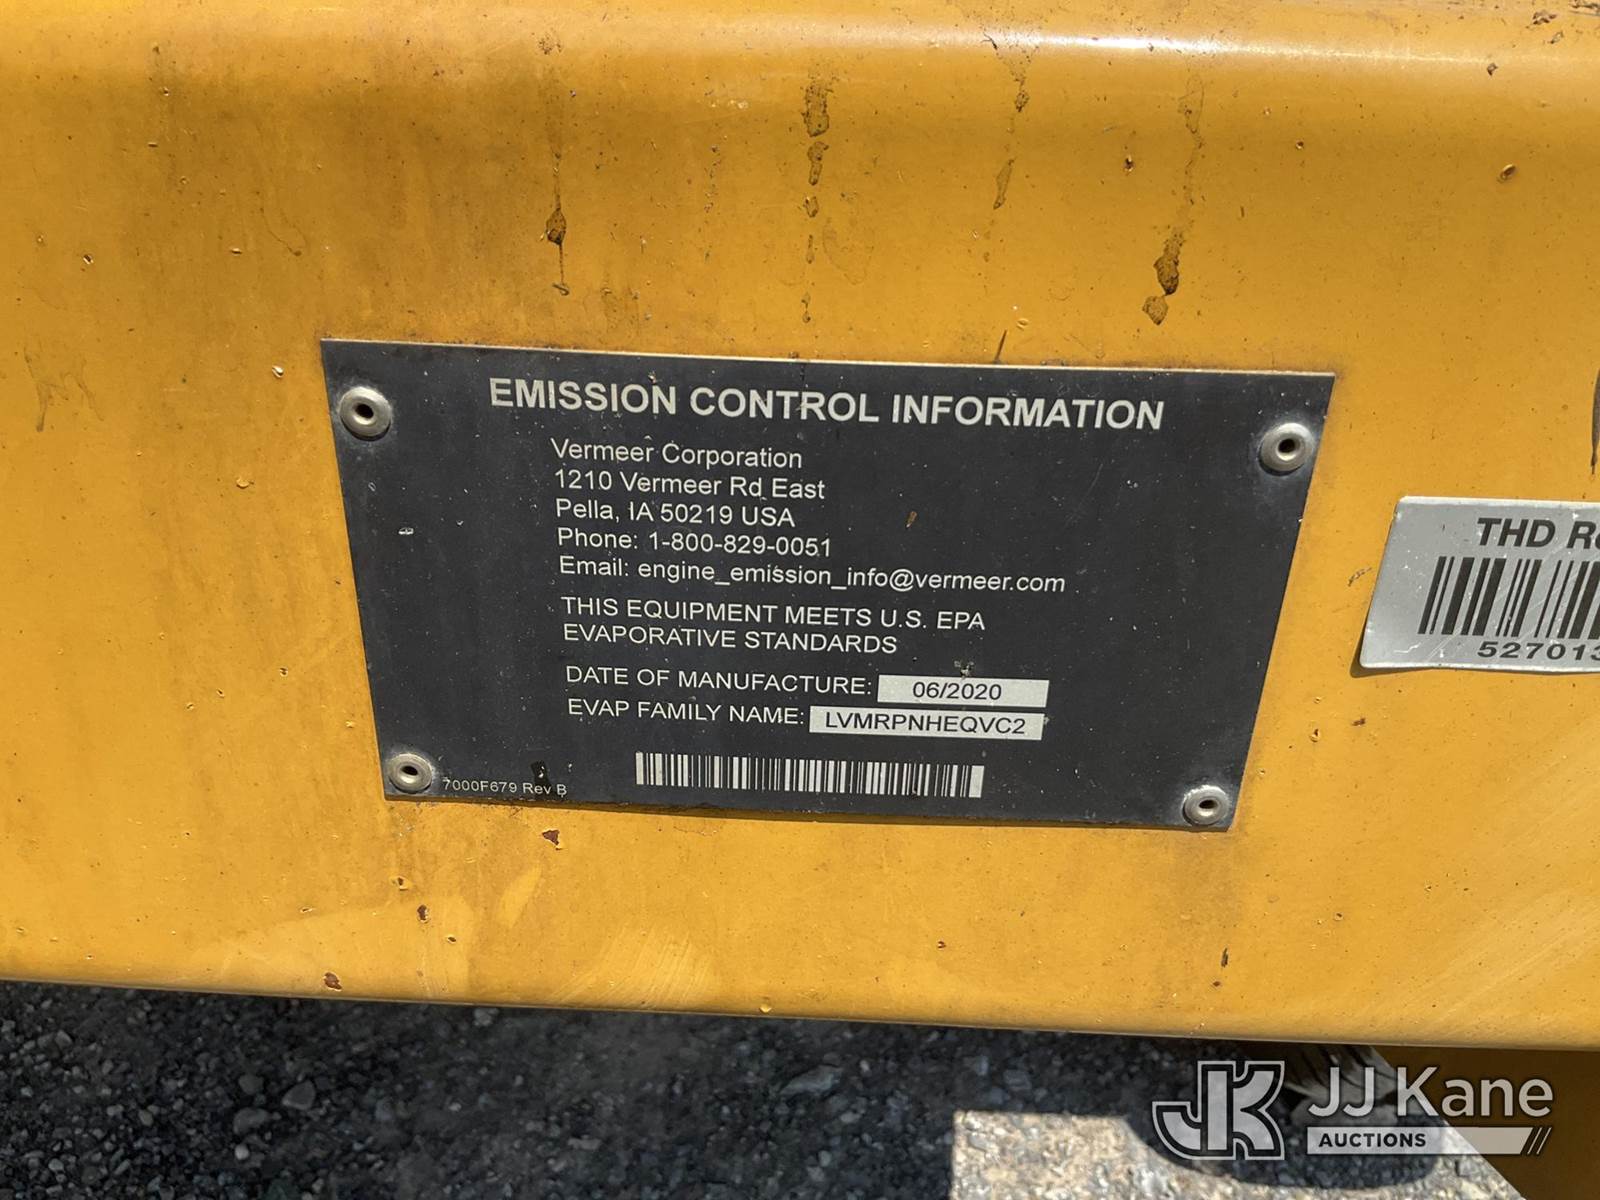 EMISSION CONTROL INFORMATION
Vermeer Corporation
1210 Vermeer Rd East
Pella, IA 50219 USA
Phone: 1-800-829-0051
Email: engine_emission_info@vermeer.com
THIS EQUIPMENT MEETS U.S. EPA
EVAPORATIVE STANDARDS
DATE OF MANUFACTURE: 06/2020
EVAP FAMILY NAME: LVMRPNHEQVC2
7000F679 Rev B
THD
527013
JJ Kane
AUCTIONS